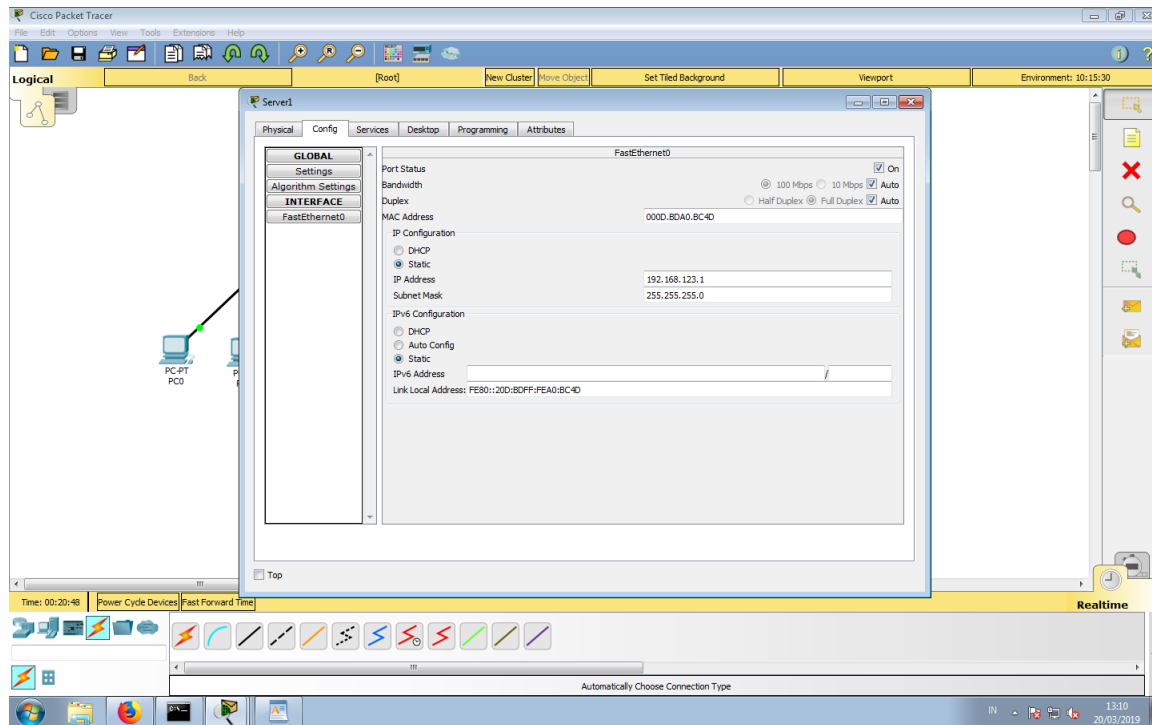 Cisco Packet Tracer
File Edit Options View Tools Extensions Help
Logical Back [Root] New Cluster Move Object Set Tiled Background Viewport Environment: 10:15:30
Server1
Physical Config Services Desktop Programming Attributes
GLOBAL
Settings
Algorithm Settings
INTERFACE
FastEthernet0
FastEthernet0
Port Status On
Bandwidth 100 Mbps 10 Mbps Auto
Duplex Half Duplex Full Duplex Auto
MAC Address 000D.BDA0.BC4D
IP Configuration
DHCP
Static
IP Address 192.168.123.1
Subnet Mask 255.255.255.0
IPv6 Configuration
DHCP
Auto Config
Static
IPv6 Address /
Link Local Address: FE80::20D:BDFF:FEA0:BC4D
PC-PT
PC0
Top
Time: 00:20:48 Power Cycle Devices Fast Forward Time Realtime
Automatically Choose Connection Type
IN 13:10
20/03/2019